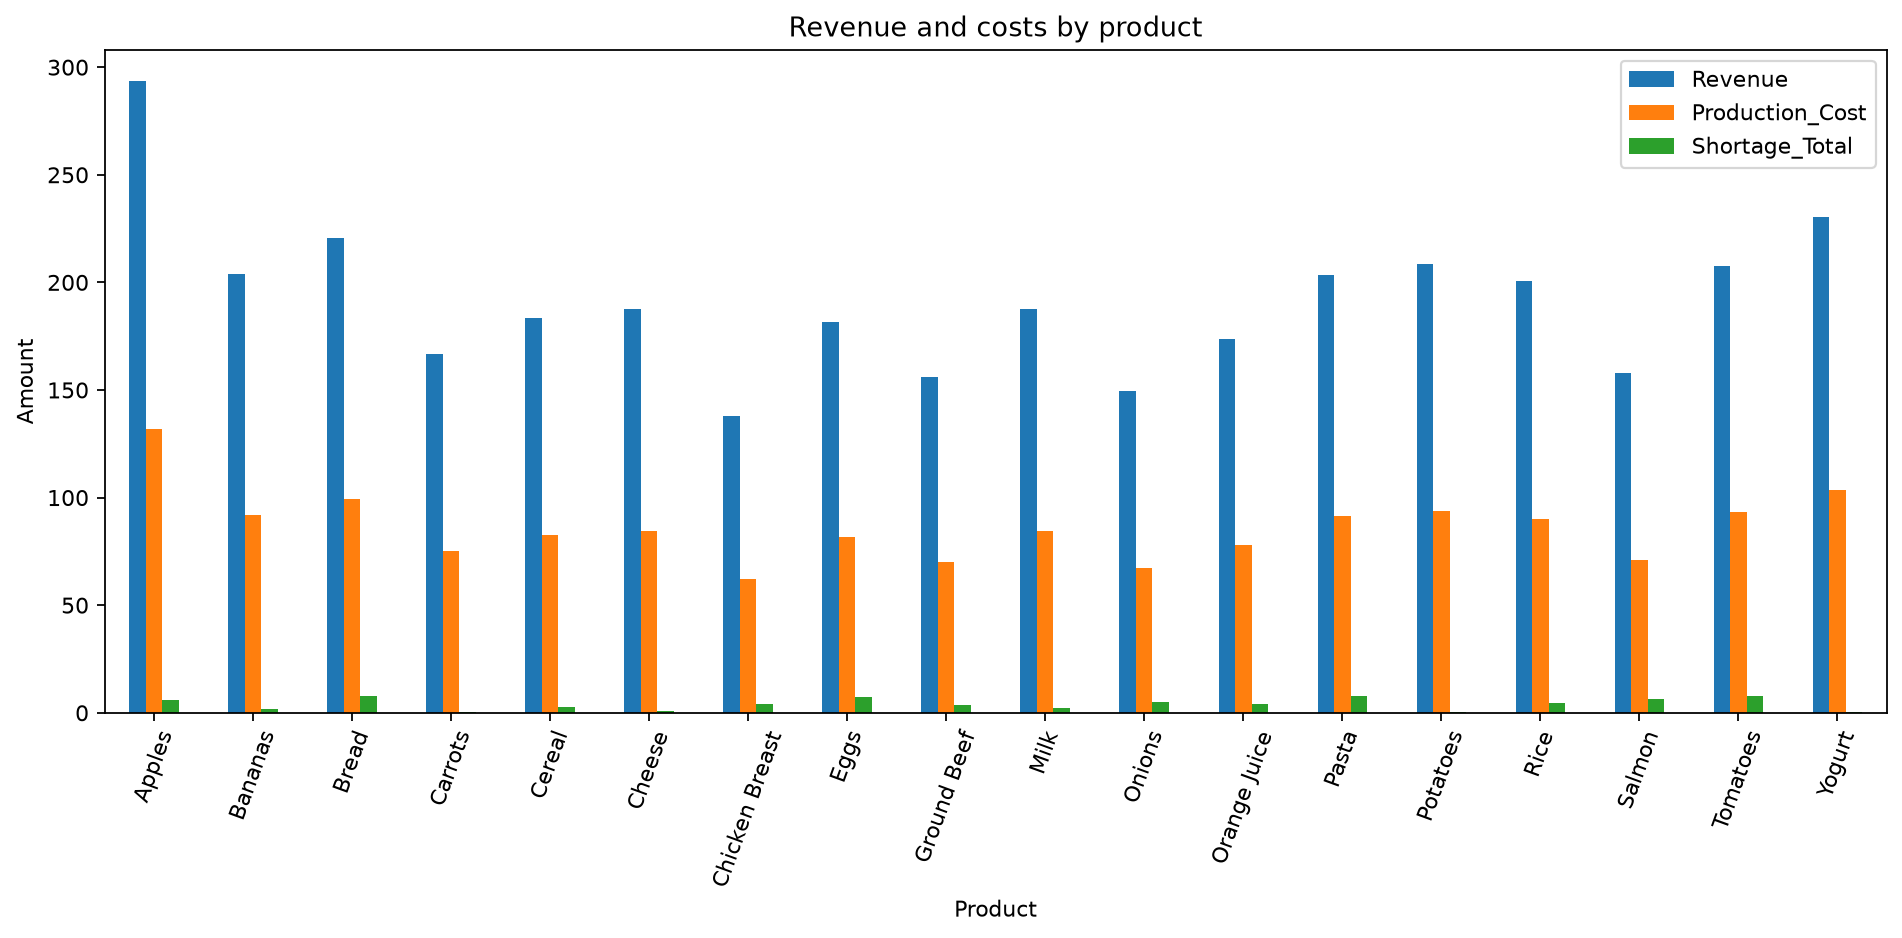 Revenue and costs by product
Revenue
Production_Cost
Shortage_Total
Amount
300
250
200
150
100
50
0
Apples
Bananas
Bread
Carrots
Cereal
Cheese
Chicken Breast
Eggs
Ground Beef
Milk
Onions
Orange Juice
Pasta
Potatoes
Rice
Salmon
Tomatoes
Yogurt
Product